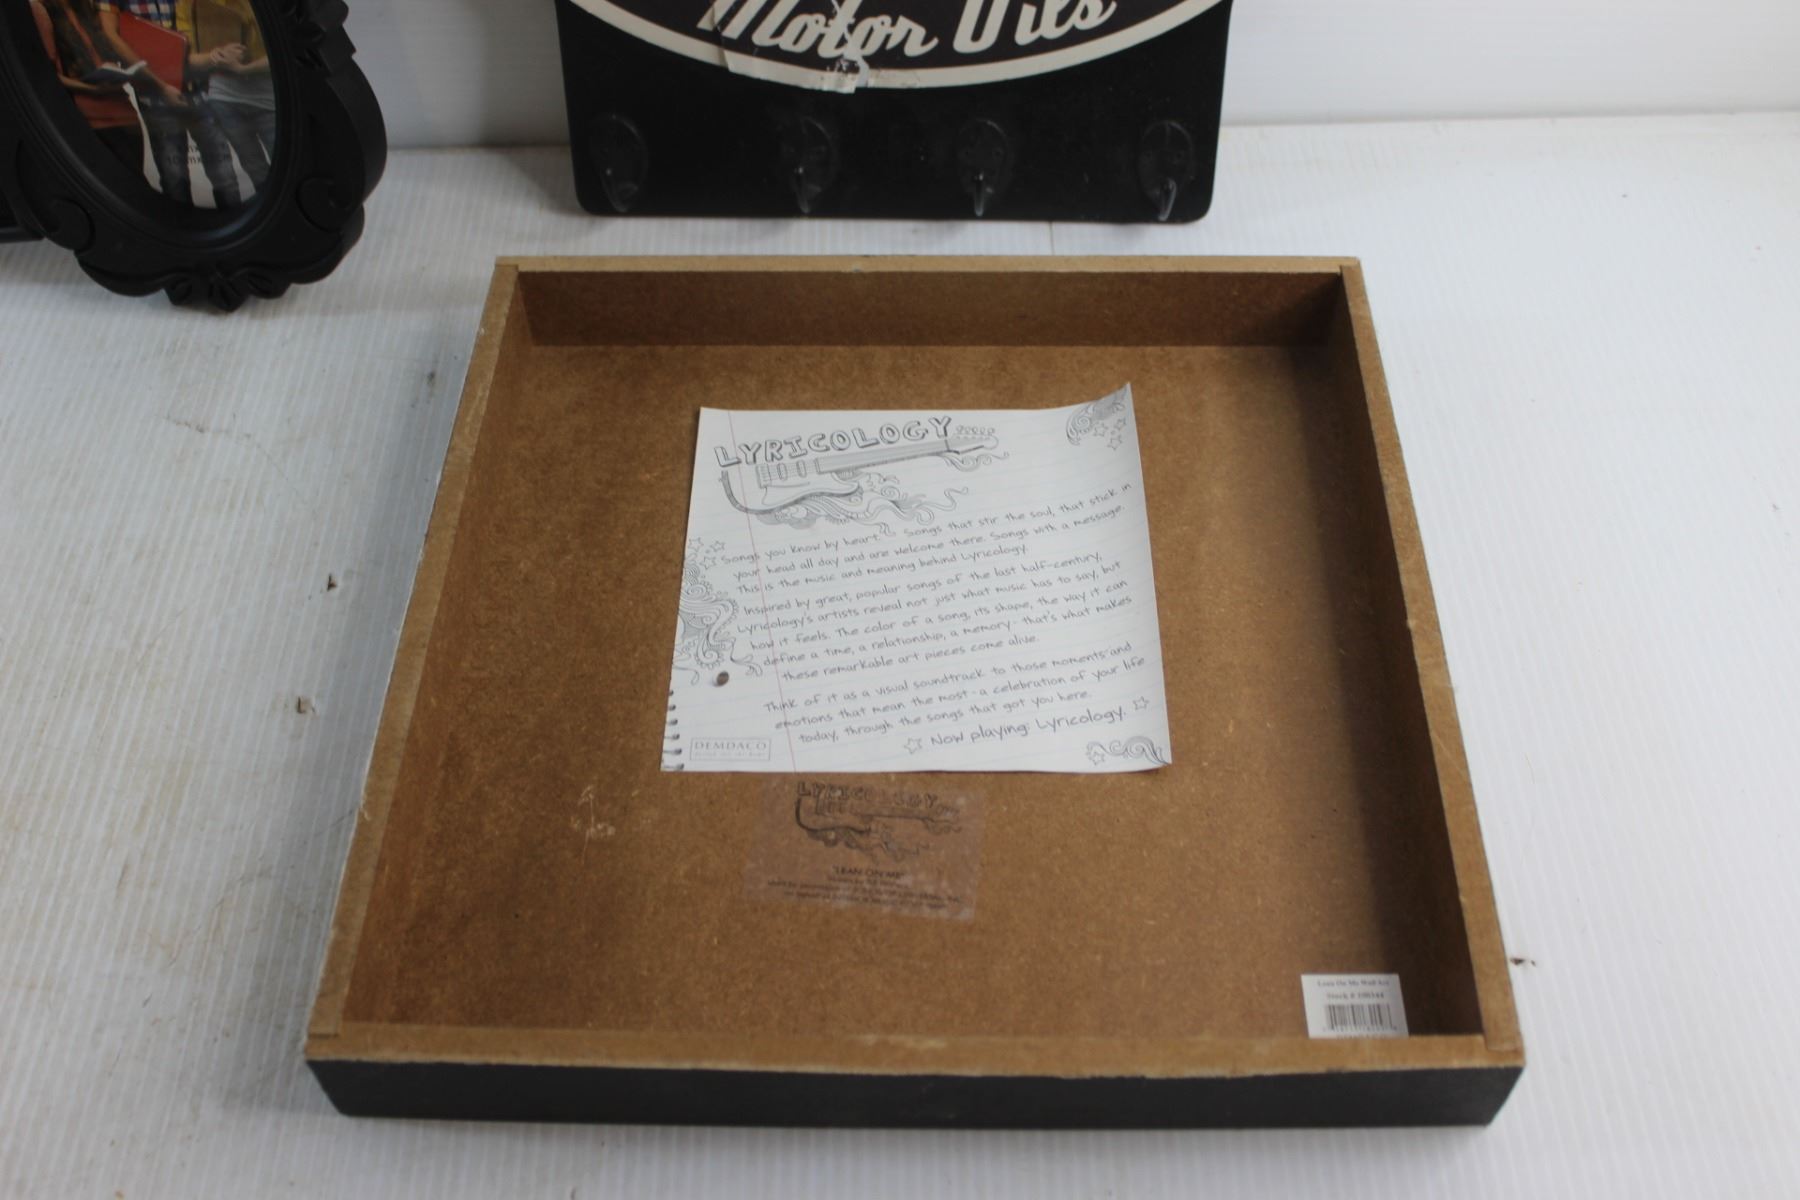 Motor Oils
LYRICOLOGY
Songs you know by heart. Songs that stir the soul, that stick in
your head all day and are welcome there. Songs with a message.
This is the music and meaning behind Lyricology.
Inspired by great, popular songs of the last half-century,
Lyricology's artists reveal not just what music has to say, but
how it feels. The color of a song, its shape, the way it can
define a time, a relationship, a memory - that's what makes
these remarkable art pieces come alive.
Think of it as a visual soundtrack to those moments and
emotions that mean the most - a celebration of your life
today, through the songs that got you here.
Now playing: Lyricology.
DEMDACO
LYRICOLOGY
"LEAN ON ME"
Lean On Me Wall Art
Stock #